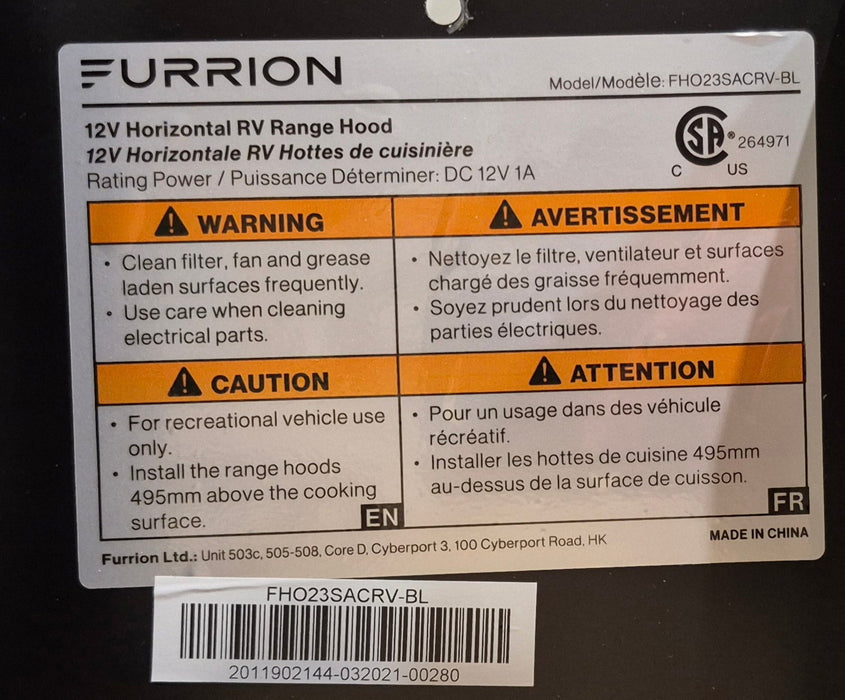 FURRION
Model/Modèle: FHO23SACRV-BL
12V Horizontal RV Range Hood
12V Horizontale RV Hottes de cuisinière
Rating Power / Puissance Déterminer: DC 12V 1A
SA ® 264971
C US
WARNING
• Clean filter, fan and grease
laden surfaces frequently.
• Use care when cleaning
electrical parts.
AVERTISSEMENT
• Nettoyez le filtre, ventilateur et surfaces
chargé des graisse fréquemment.
• Soyez prudent lors du nettoyage des
parties électriques.
CAUTION
• For recreational vehicle use
only.
• Install the range hoods
495mm above the cooking
surface.
EN
ATTENTION
• Pour un usage dans des véhicule
récréatif.
• Installer les hottes de cuisine 495mm
au-dessus de la surface de cuisson.
FR
Furrion Ltd.: Unit 503c, 505-508, Core D, Cyberport 3, 100 Cyberport Road, HK
MADE IN CHINA
FHO23SACRV-BL
2011902144-032021-00280